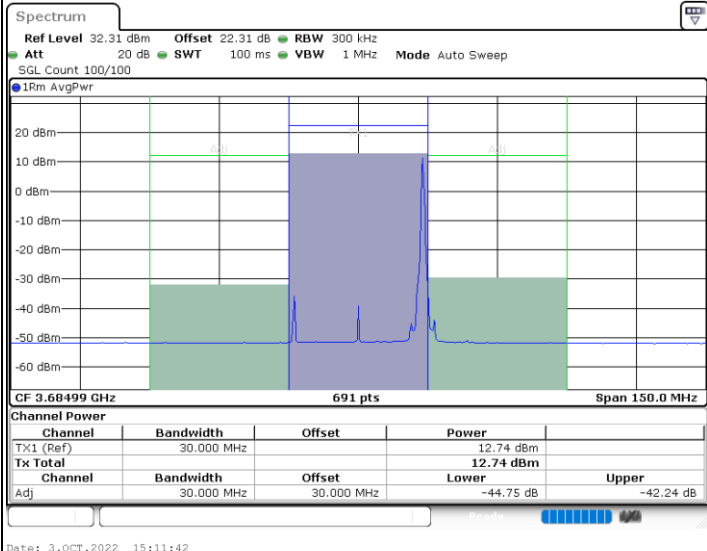 Spectrum
Ref Level 32.31 dBm Offset 22.31 dB RBW 300 kHz
Att 20 dB SWT 100 ms VBW 1 MHz Mode Auto Sweep
SGL Count 100/100
1Rm AvgPwr
20 dBm
Adj Adj
10 dBm
0 dBm
-10 dBm
-20 dBm
-30 dBm
-40 dBm
-50 dBm
-60 dBm
CF 3.68499 GHz 691 pts Span 150.0 MHz
Channel Power
Channel Bandwidth Offset Power
TX1 (Ref) 30.000 MHz 12.74 dBm
Tx Total 12.74 dBm
Channel Bandwidth Offset Lower Upper
Adj 30.000 MHz 30.000 MHz -44.75 dB -42.24 dB
Ready
Date: 3.OCT.2022 15:11:42